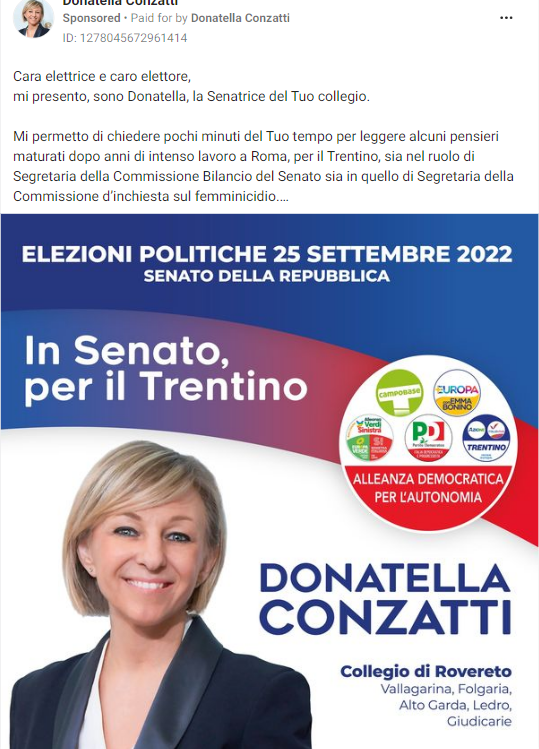 Donatella Conzatti
Sponsored • Paid for by Donatella Conzatti
ID: 1278045672961414
Cara elettrice e caro elettore,
mi presento, sono Donatella, la Senatrice del Tuo collegio.
Mi permetto di chiedere pochi minuti del Tuo tempo per leggere alcuni pensieri
maturati dopo anni di intenso lavoro a Roma, per il Trentino, sia nel ruolo di
Segretaria della Commissione Bilancio del Senato sia in quello di Segretaria della
Commissione d'inchiesta sul femminicidio....
ELEZIONI POLITICHE 25 SETTEMBRE 2022
SENATO DELLA REPUBBLICA
In Senato,
per il Trentino
CAMPOBASE
+EUROPA
CON EMMA
BONINO
Alleanza
Verdi
Sinistra
EUROPA
VERDE
PD
Partito Democratico
TRENTINO
ALLEANZA DEMOCRATICA
PER L'AUTONOMIA
DONATELLA
CONZATTI
Collegio di Rovereto
Vallagarina, Folgaria,
Alto Garda, Ledro,
Giudicarie